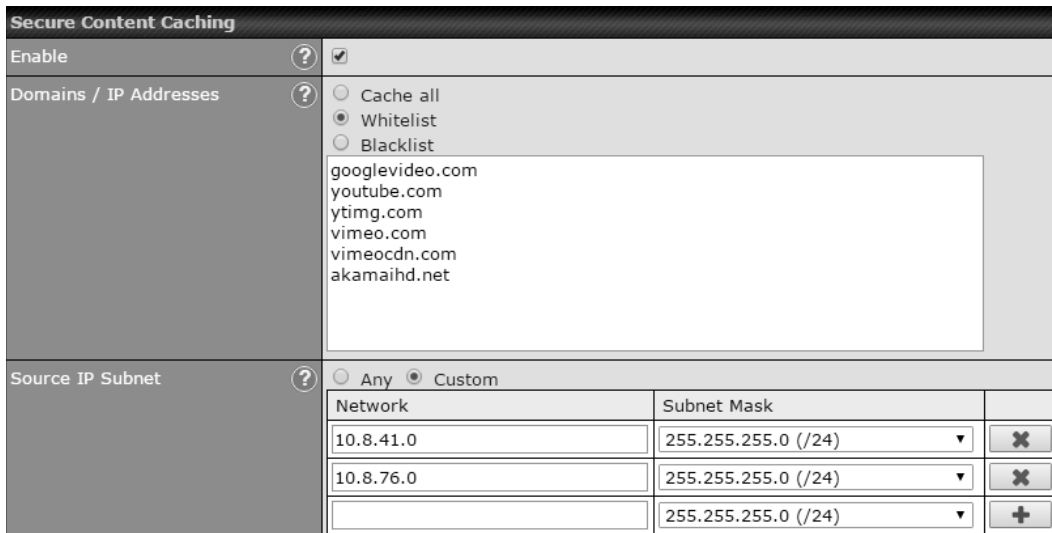 Secure Content Caching
Enable ?
Domains / IP Addresses ? Cache all
Whitelist
Blacklist
googlevideo.com
youtube.com
ytimg.com
vimeo.com
vimeocdn.com
akamaihd.net
Source IP Subnet ? Any Custom
Network Subnet Mask
10.8.41.0 255.255.255.0 (/24)
10.8.76.0 255.255.255.0 (/24)
255.255.255.0 (/24)